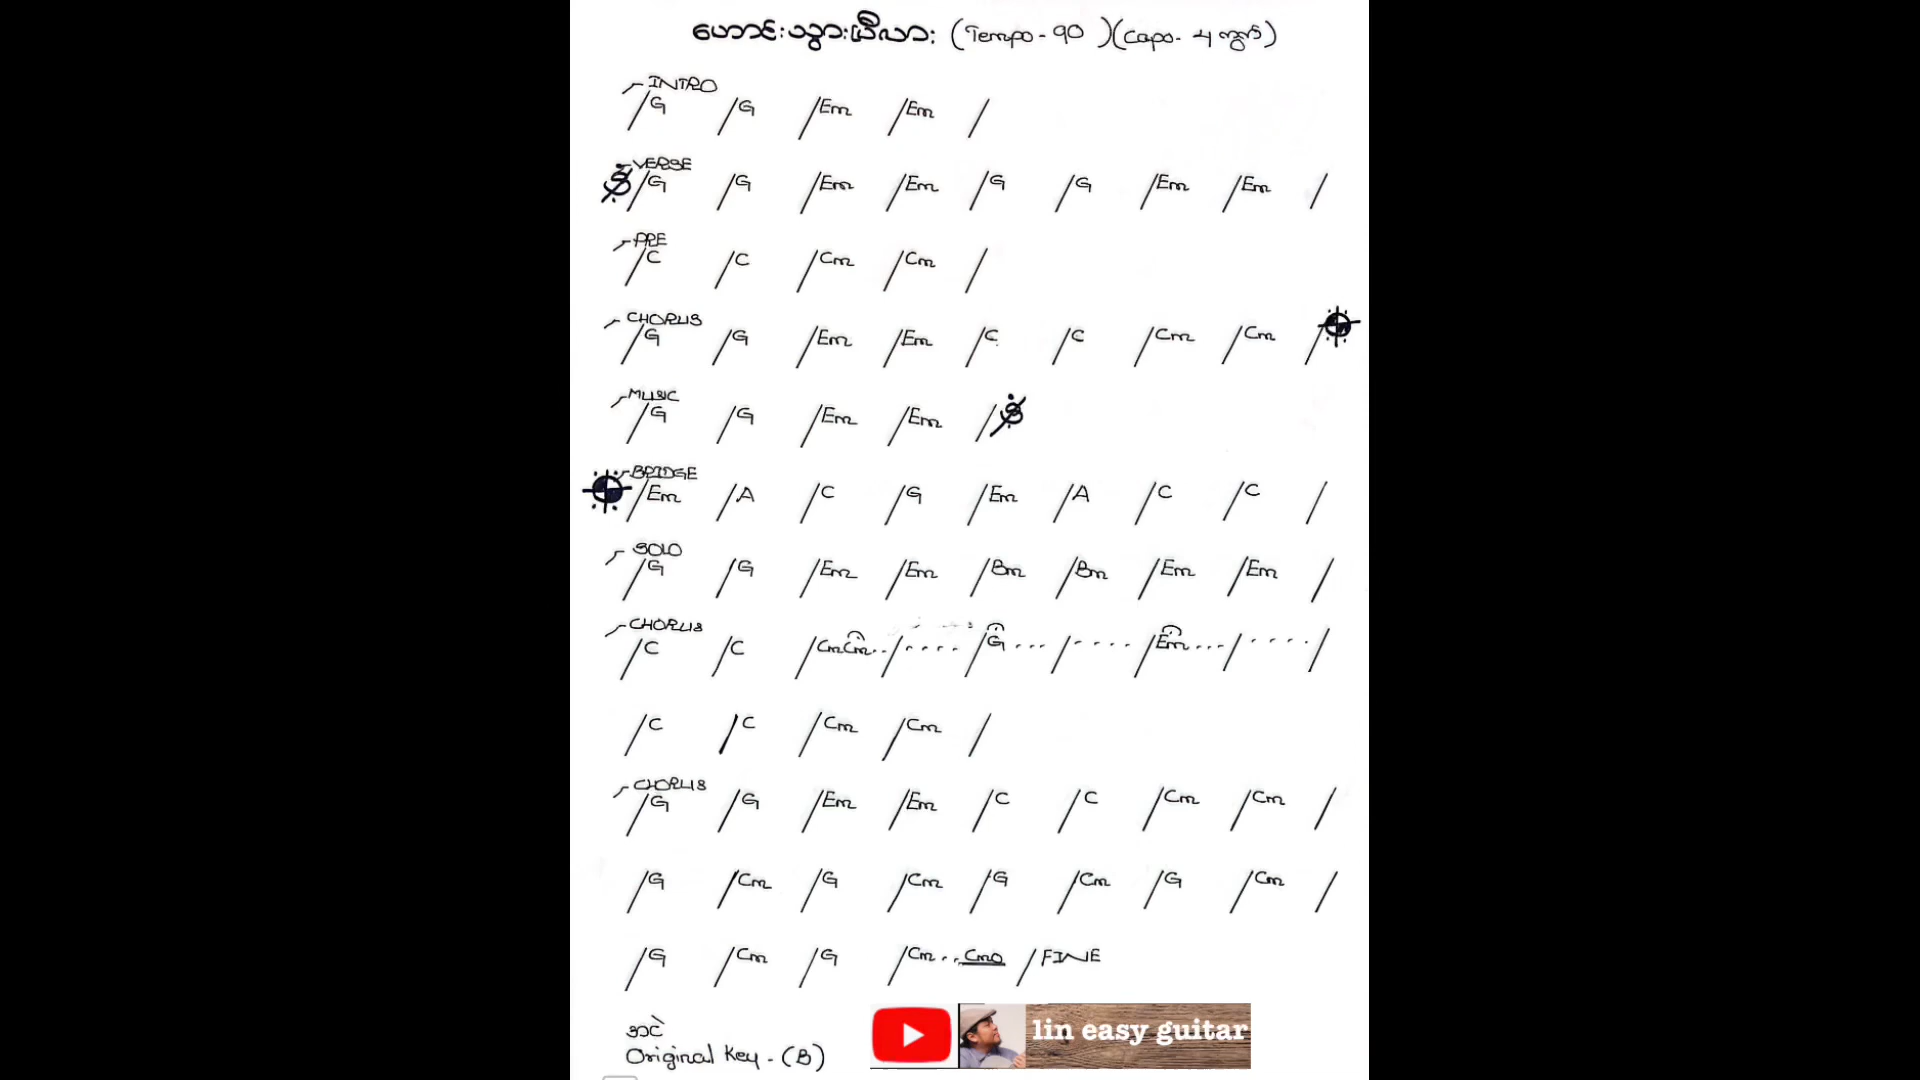 ဟောင်းသွားပြီလား (Tempo - 90) (Capo - 4 ကွက်)
INTRO
/G /G /Em /Em /
VERSE
/G /G /Em /Em /G /G /Em /Em /
PRE
/C /C /Cm /Cm /
CHORUS
/G /G /Em /Em /C /C /Cm /Cm /
MUSIC
/G /G /Em /Em /
BRIDGE
/Em /A /C /G /Em /A /C /C /
SOLO
/G /G /Em /Em /Bm /Bm /Em /Em /
CHORUS
/C /C /Cm Cm.. /.... /G... /.... /Em... /.... /
/C /C /Cm /Cm /
CHORUS
/G /G /Em /Em /C /C /Cm /Cm /
/G /Cm /G /Cm /G /Cm /G /Cm /
/G /Cm /G /Cm..Cm0 /FINE
အငဲ
Original Key - (B)
lin easy guitar